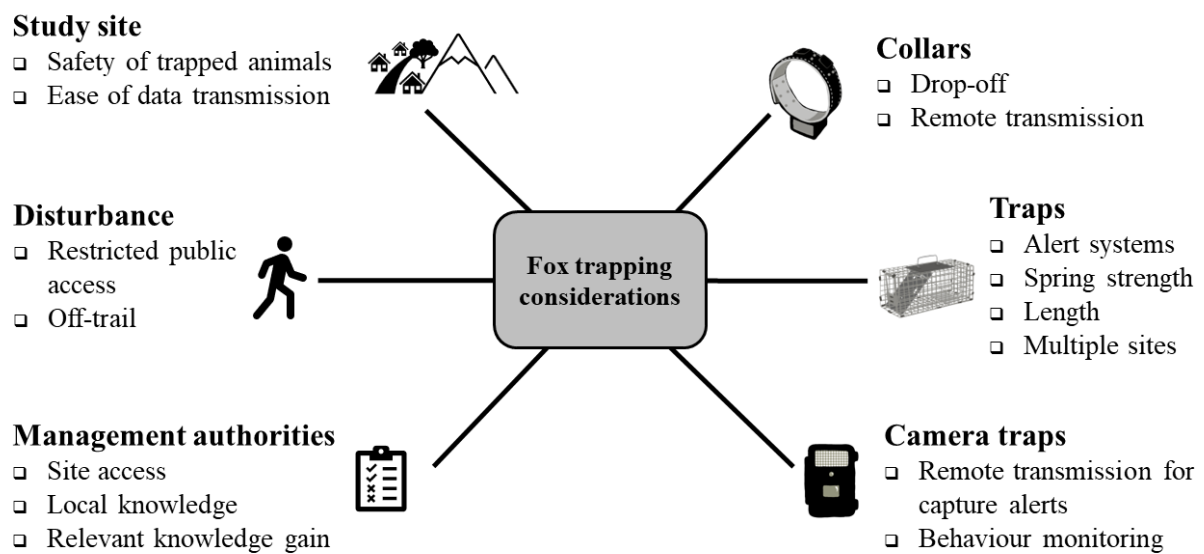 Study site
❑ Safety of trapped animals
❑ Ease of data transmission
Collars
❑ Drop-off
❑ Remote transmission
Disturbance
❑ Restricted public
access
❑ Off-trail
Fox trapping
considerations
Traps
❑ Alert systems
❑ Spring strength
❑ Length
❑ Multiple sites
Management authorities
❑ Site access
❑ Local knowledge
❑ Relevant knowledge gain
Camera traps
❑ Remote transmission for
capture alerts
❑ Behaviour monitoring